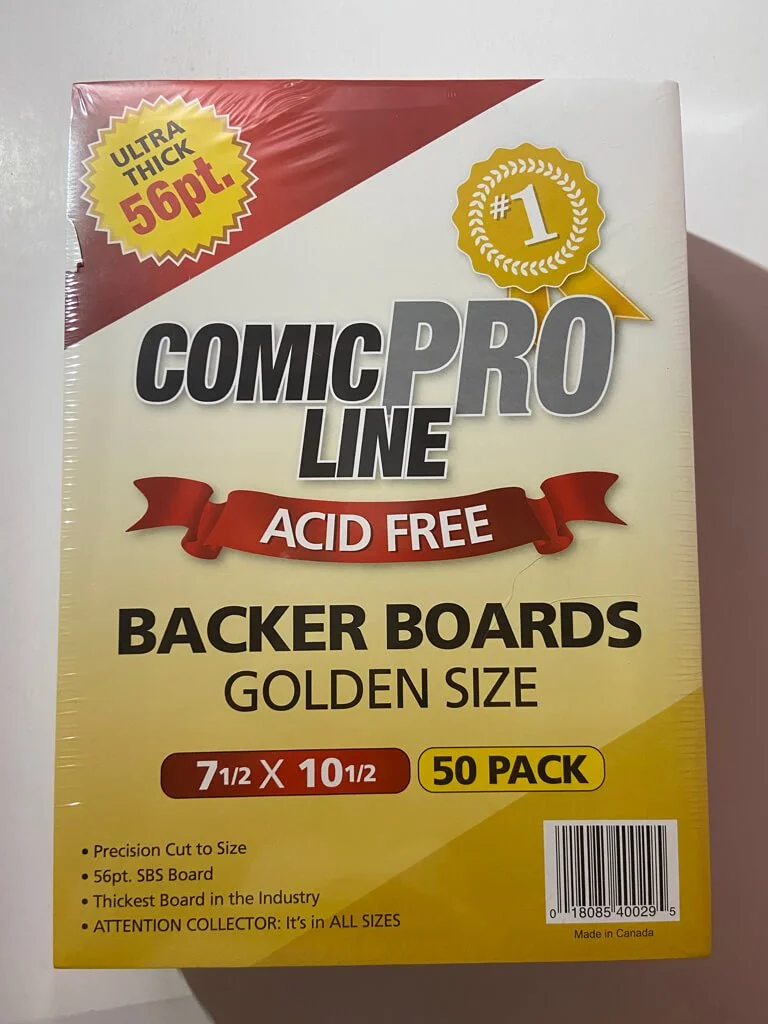 ULTRA
THICK
56pt.
#1
COMICPRO
LINE
ACID FREE
BACKER BOARDS
GOLDEN SIZE
7 1/2 X 10 1/2
50 PACK
• Precision Cut to Size
• 56pt. SBS Board
• Thickest Board in the Industry
• ATTENTION COLLECTOR: It's in ALL SIZES
0 18085 40029 5
Made in Canada